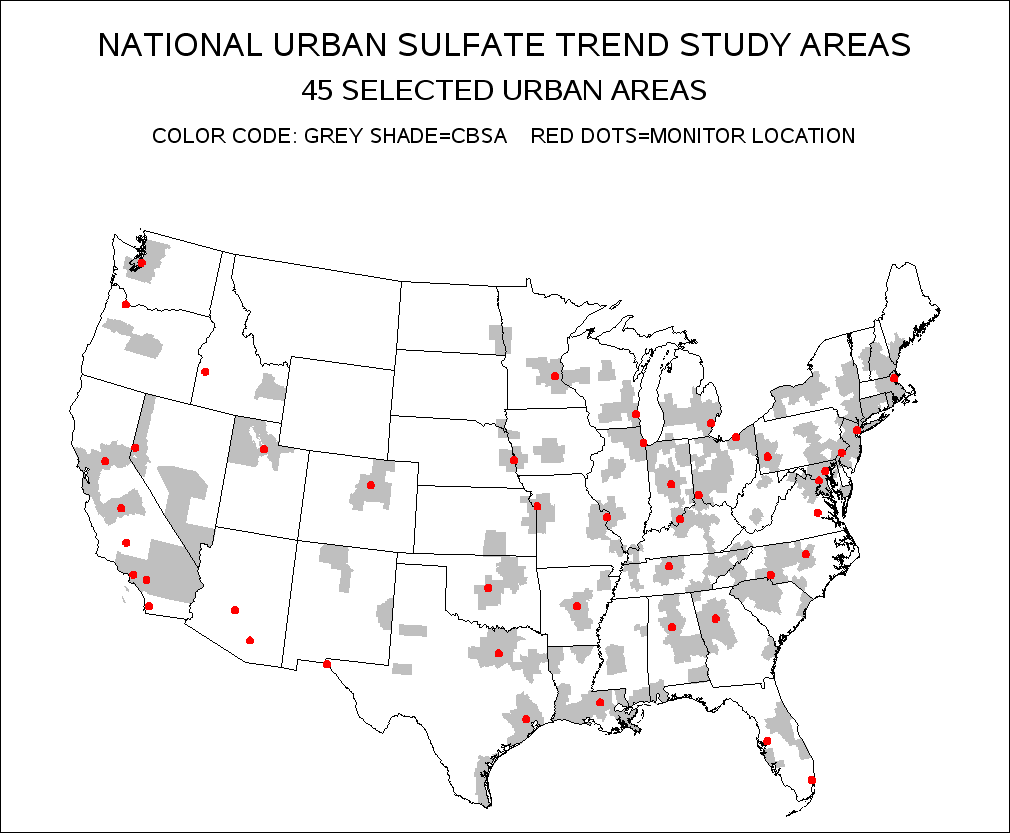 NATIONAL URBAN SULFATE TREND STUDY AREAS
45 SELECTED URBAN AREAS
COLOR CODE: GREY SHADE=CBSA RED DOTS=MONITOR LOCATION